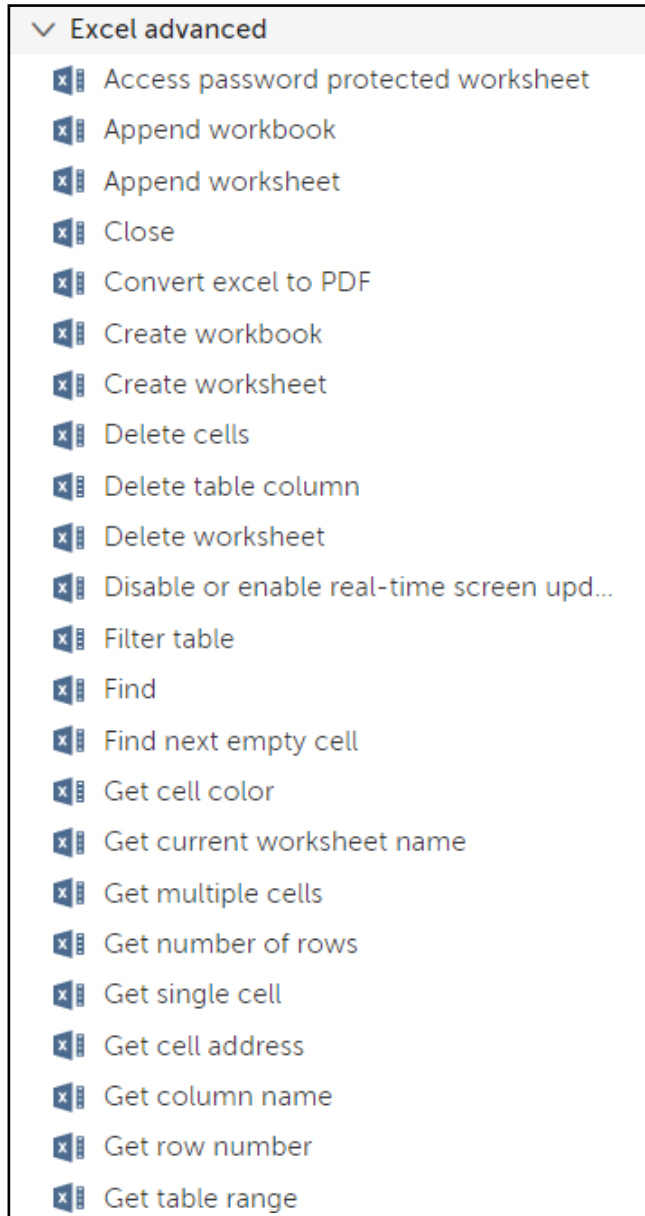 Excel advanced
Access password protected worksheet
Append workbook
Append worksheet
Close
Convert excel to PDF
Create workbook
Create worksheet
Delete cells
Delete table column
Delete worksheet
Disable or enable real-time screen upd...
Filter table
Find
Find next empty cell
Get cell color
Get current worksheet name
Get multiple cells
Get number of rows
Get single cell
Get cell address
Get column name
Get row number
Get table range